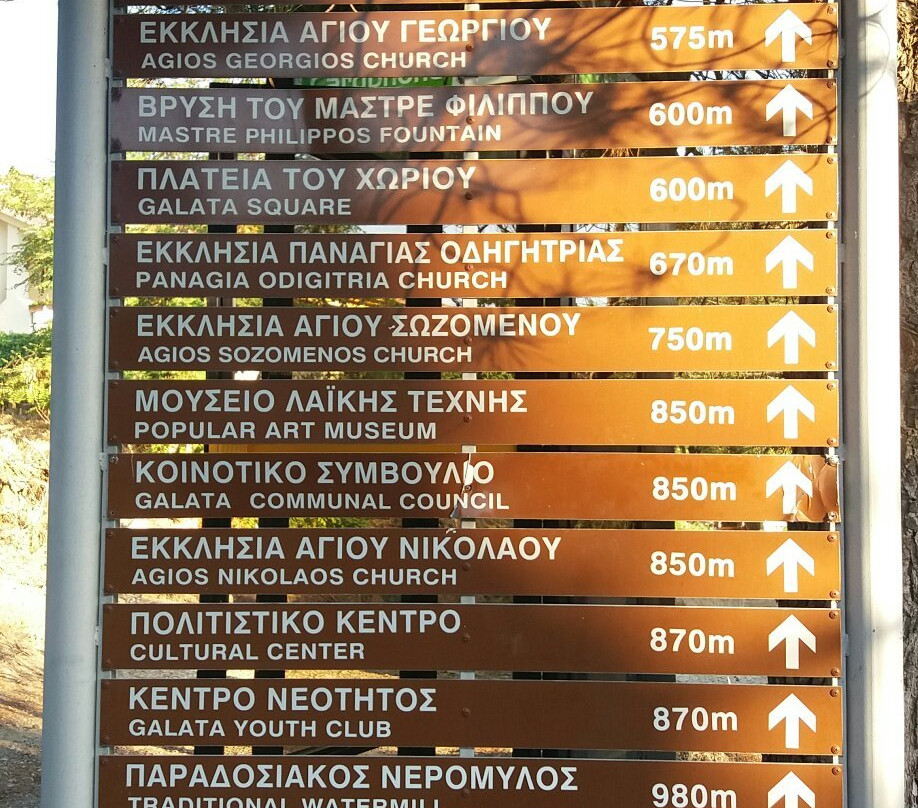 ΕΚΚΛΗΣΙΑ ΑΓΙΟΥ ΓΕΩΡΓΙΟΥ 575m
AGIOS GEORGIOS CHURCH
ΒΡΥΣΗ ΤΟΥ ΜΑΣΤΡΕ ΦΙΛΙΠΠΟΥ 600m
MASTRE PHILIPPOS FOUNTAIN
ΠΛΑΤΕΙΑ ΤΟΥ ΧΩΡΙΟΥ 600m
GALATA SQUARE
ΕΚΚΛΗΣΙΑ ΠΑΝΑΓΙΑΣ ΟΔΗΓΗΤΡΙΑΣ 670m
PANAGIA ODIGITRIA CHURCH
ΕΚΚΛΗΣΙΑ ΑΓΙΟΥ ΣΩΖΟΜΕΝΟΥ 750m
AGIOS SOZOMENOS CHURCH
ΜΟΥΣΕΙΟ ΛΑΪΚΗΣ ΤΕΧΝΗΣ 850m
POPULAR ART MUSEUM
ΚΟΙΝΟΤΙΚΟ ΣΥΜΒΟΥΛΙΟ 850m
GALATA COMMUNAL COUNCIL
ΕΚΚΛΗΣΙΑ ΑΓΙΟΥ ΝΙΚΟΛΑΟΥ 850m
AGIOS NIKOLAOS CHURCH
ΠΟΛΙΤΙΣΤΙΚΟ ΚΕΝΤΡΟ 870m
CULTURAL CENTER
ΚΕΝΤΡΟ ΝΕΟΤΗΤΟΣ 870m
GALATA YOUTH CLUB
ΠΑΡΑΔΟΣΙΑΚΟΣ ΝΕΡΟΜΥΛΟΣ 980m
TRADITIONAL WATERMILL